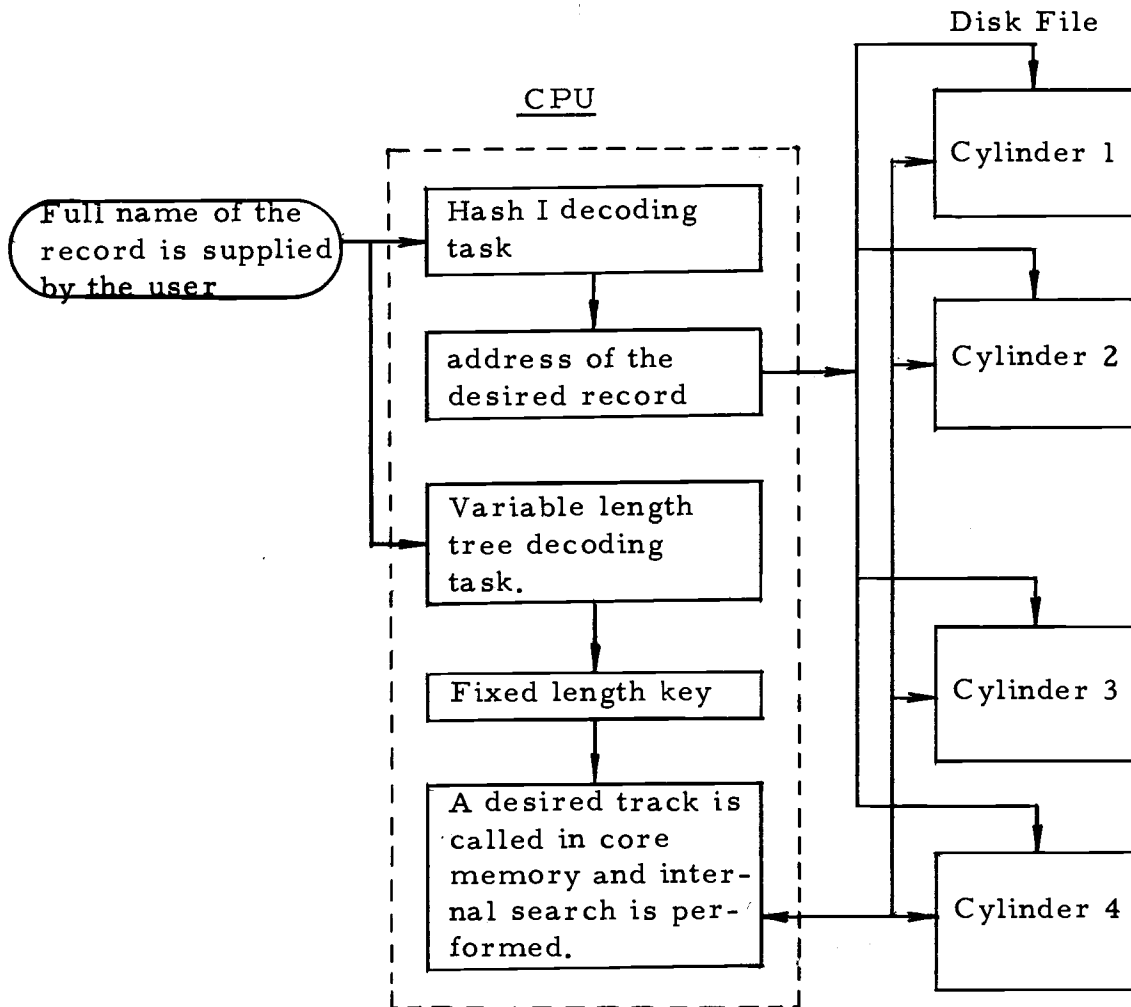 Disk File
CPU
Cylinder 1
Full name of the
record is supplied
by the user
Hash I decoding
task
address of the
desired record
Cylinder 2
Variable length
tree decoding
task.
Fixed length key
Cylinder 3
A desired track is
called in core
memory and inter-
nal search is per-
formed.
Cylinder 4